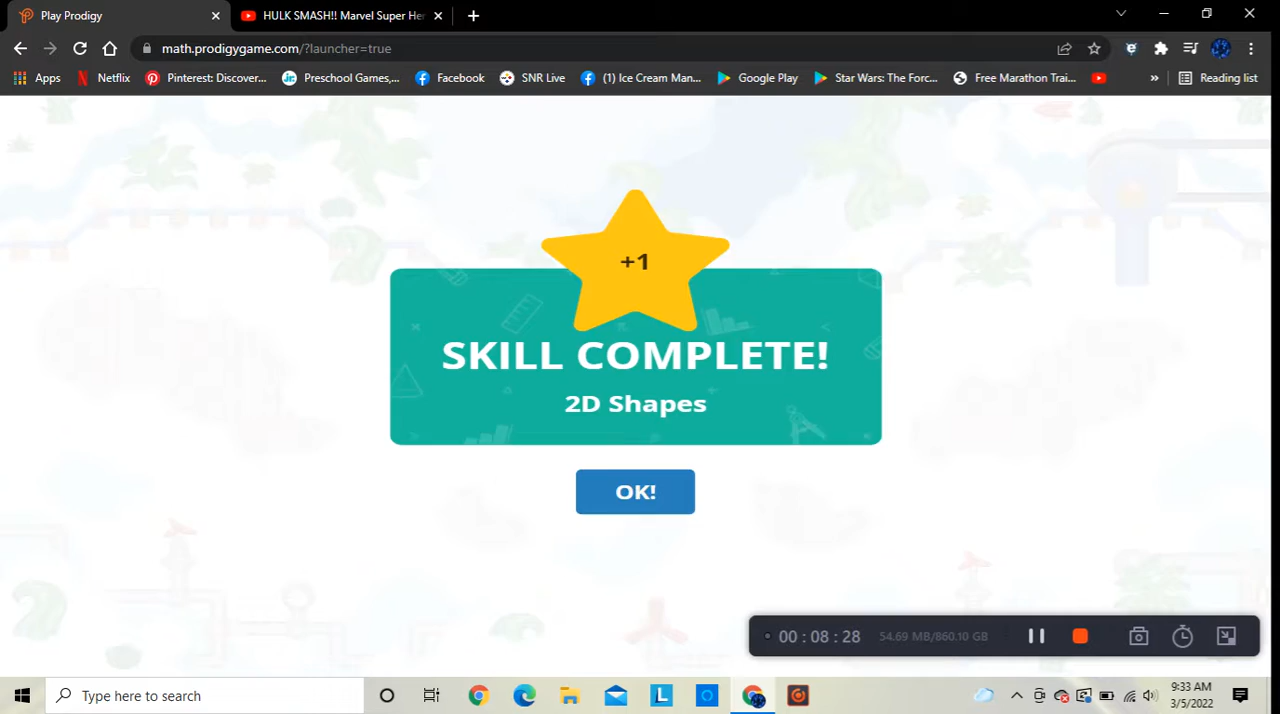 Play Prodigy
HULK SMASH!! Marvel Super Her
math.prodigygame.com/?launcher=true
Apps
Netflix
Pinterest: Discover...
jr.
Preschool Games,...
Facebook
SNR Live
(1) Ice Cream Man...
Google Play
Star Wars: The Forc...
Free Marathon Trai...
»
Reading list
+1
SKILL COMPLETE!
2D Shapes
OK!
00 : 08 : 28
54.69 MB/860.10 GB
Type here to search
L
9:33 AM
3/5/2022